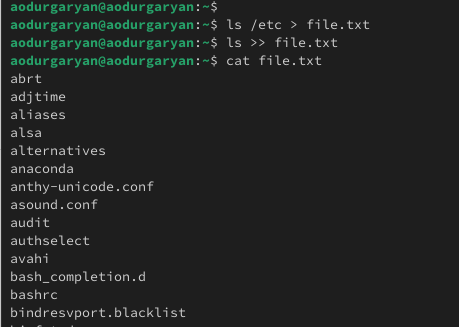 aodurgaryan@aodurgaryan:~$
aodurgaryan@aodurgaryan:~$ ls /etc > file.txt
aodurgaryan@aodurgaryan:~$ ls >> file.txt
aodurgaryan@aodurgaryan:~$ cat file.txt
abrt
adjtime
aliases
alsa
alternatives
anaconda
anthy-unicode.conf
asound.conf
audit
authselect
avahi
bash_completion.d
bashrc
bindresvport.blacklist